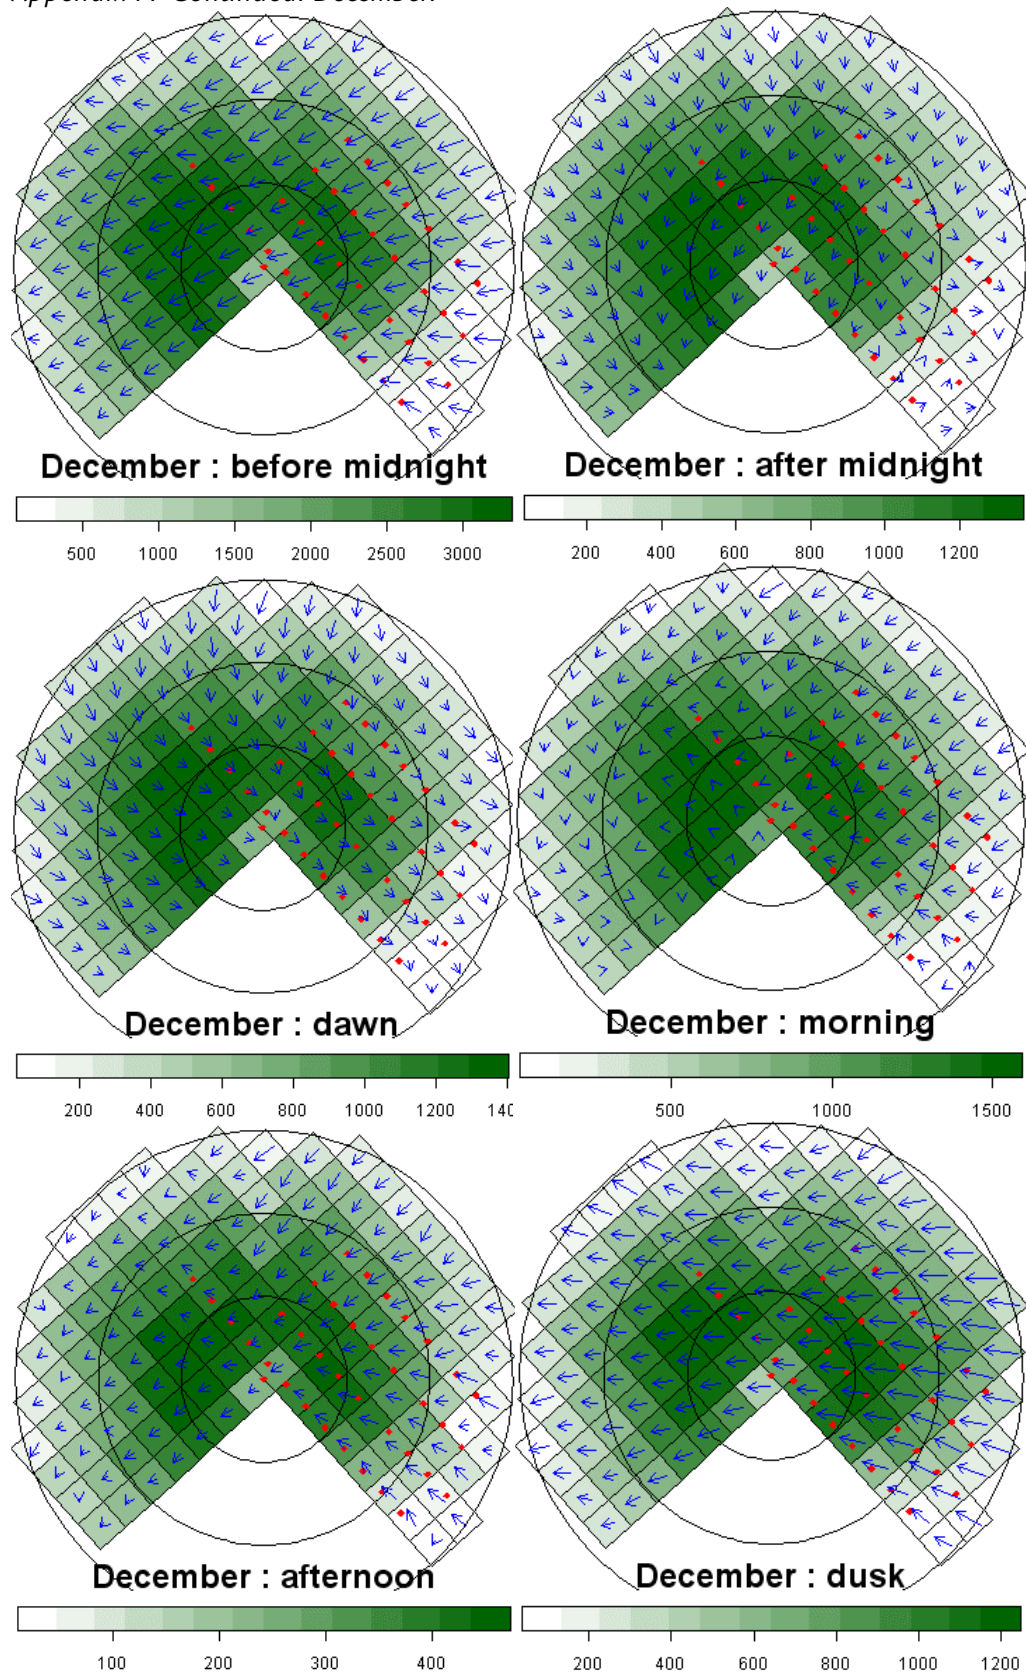 Appendix A. Continued. December.
December : before midnight December : after midnight
500 1000 1500 2000 2500 3000 200 400 600 800 1000 1200
December : dawn December : morning
200 400 600 800 1000 1200 140 500 1000 1500
December : afternoon December : dusk
100 200 300 400 200 400 600 800 1000 1200